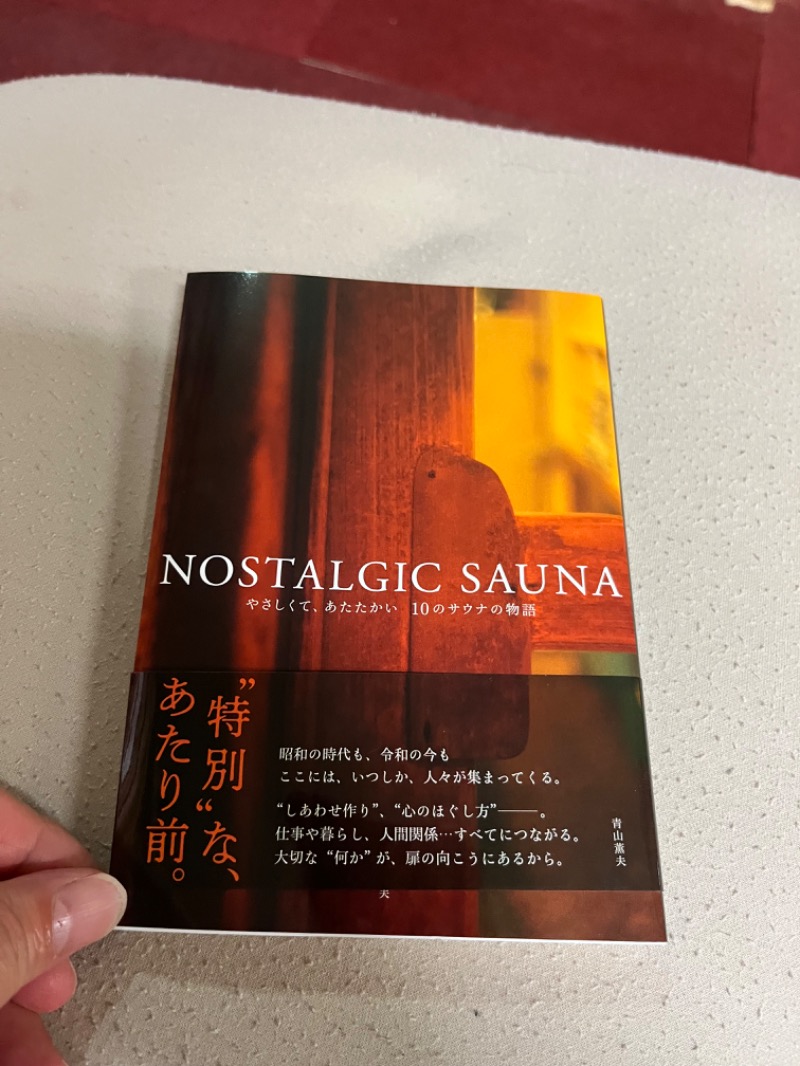 NOSTALGIC SAUNA
やさしくて、あたたかい 10のサウナの物語
”特別“な、
あたり前。
昭和の時代も、令和の今も
ここには、いつしか、人々が集まってくる。
“しあわせ作り”、“心のほぐし方”――。
仕事や暮らし、人間関係…すべてにつながる。
大切な“何か”が、扉の向こうにあるから。
青山薫夫
夫